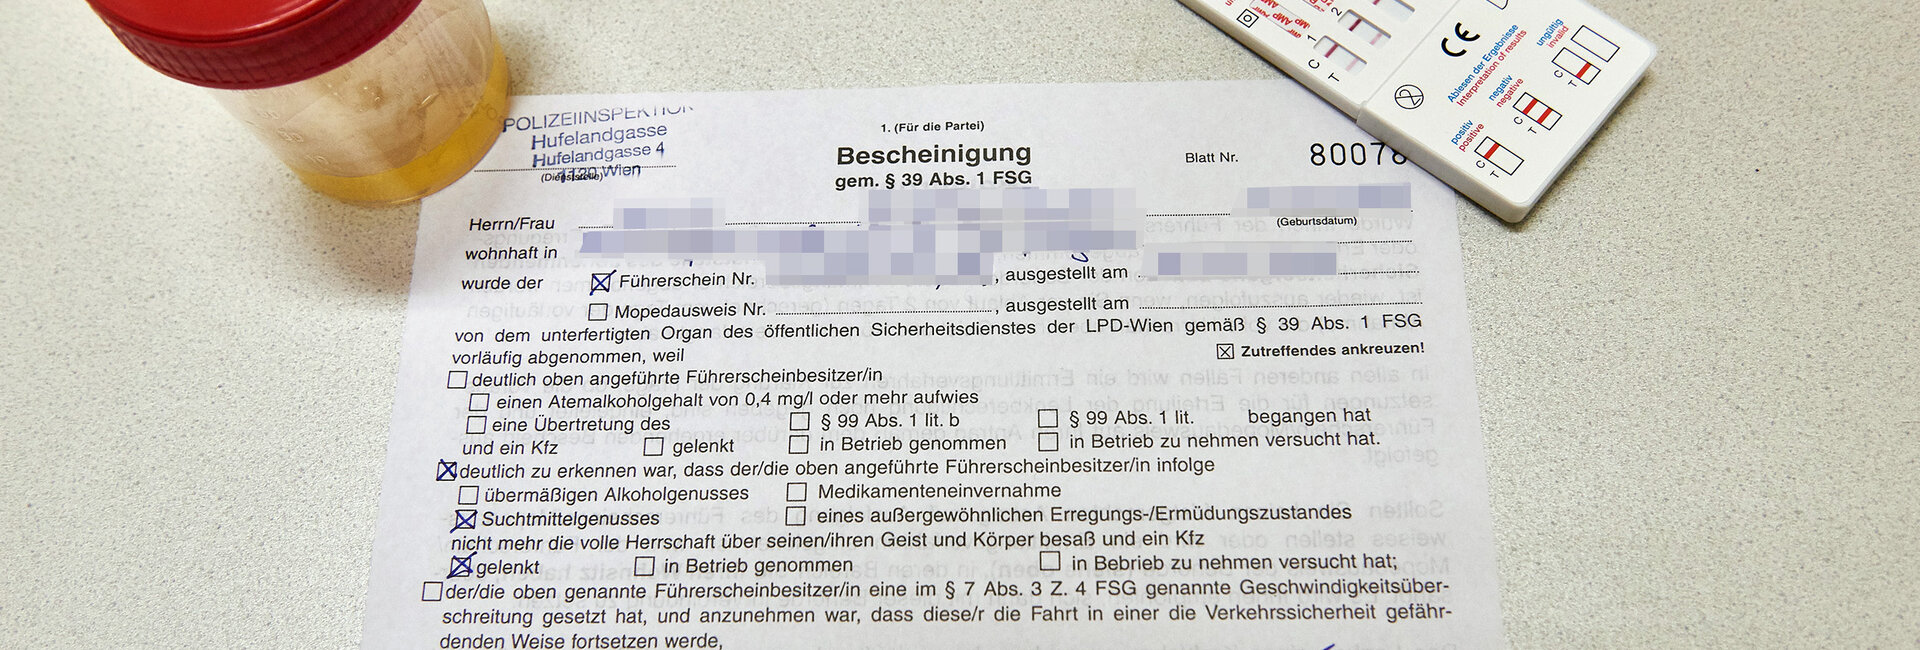 POLIZEIINSPEKTION
Hufelandgasse
Hufelandgasse 4
1120 Wien
(Dienststelle)
1. (Für die Partei)
Bescheinigung
gem. § 39 Abs. 1 FSG
Blatt Nr. 80078
Herrn/Frau
(Geburtsdatum)
wohnhaft in
wurde der Führerschein Nr. , ausgestellt am
Mopedausweis Nr. , ausgestellt am
von dem unterfertigten Organ des öffentlichen Sicherheitsdienstes der LPD-Wien gemäß § 39 Abs. 1 FSG
vorläufig abgenommen, weil
Zutreffendes ankreuzen!
deutlich oben angeführte Führerscheinbesitzer/in
einen Atemalkoholgehalt von 0,4 mg/l oder mehr aufwies
eine Übertretung des § 99 Abs. 1 lit. b § 99 Abs. 1 lit. begangen hat
und ein Kfz gelenkt in Betrieb genommen in Betrieb zu nehmen versucht hat.
deutlich zu erkennen war, dass der/die oben angeführte Führerscheinbesitzer/in infolge
übermäßigen Alkoholgenusses Medikamenteneinvernahme
Suchtmittelgenusses eines außergewöhnlichen Erregungs-/Ermüdungszustandes
nicht mehr die volle Herrschaft über seinen/ihren Geist und Körper besaß und ein Kfz
gelenkt in Betrieb genommen in Bebrieb zu nehmen versucht hat;
der/die oben genannte Führerscheinbesitzer/in eine im § 7 Abs. 3 Z. 4 FSG genannte Geschwindigkeitsüber-
schreitung gesetzt hat, und anzunehmen war, dass diese/r die Fahrt in einer die Verkehrssicherheit gefähr-
denden Weise fortsetzen werde,
AMP
1 2
C T
CE
Ablesen der Ergebnisse
Interpretation of results
positiv
positive
C T
negativ
negative
C T
ungültig
invalid
C T